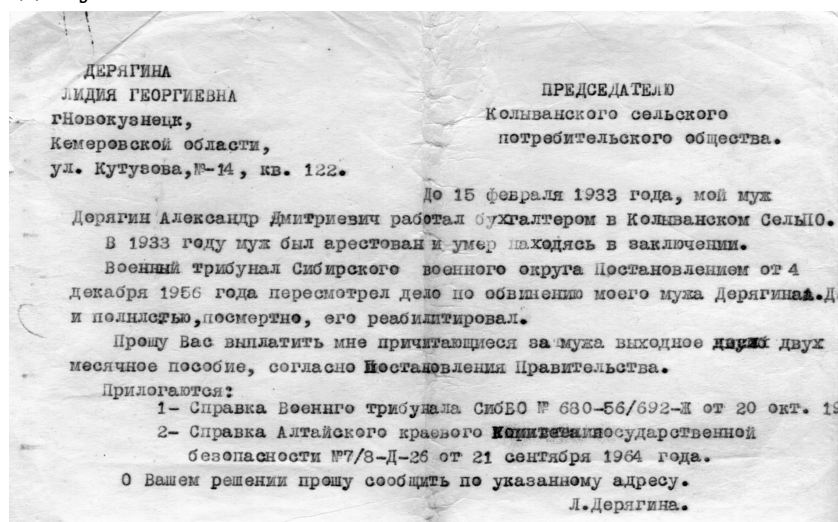 ДЕРЯГИНА
ЛИДИЯ ГЕОРГИЕВНА
гНовокузнецк,
Кемеровской области,
ул. Кутузова,№-14, кв. 122.
ПРЕДСЕДАТЕЛЮ
Колыванского сельского
потребительского общества.
До 15 февраля 1933 года, мой муж
Дерягин Александр Дмитриевич работал бухгалтером в Колыванском СельПО.
В 1933 году муж был арестован и умер находясь в заключении.
Военный трибунал Сибирского военного округа Постановлением от 4
декабря 1956 года пересмотрел дело по обвинению моего мужа ДерягинаА.Д
и полнлстью,посмертно, его реабилитировал.
Прошу Вас выплатить мне причитающиеся за мужа выходное двух
месячное пособие, согласно Постановления Правительства.
Прилогаются:
1- Справка Военнго трибунала СибВО № 680-56/692-Ж от 20 окт. 19
2- Справка Алтайского краевого Комитета госуdарственной
безопасности №7/8-Д-26 от 21 сентября 1964 года.
О Вашем решении прошу сообщить по указанному адресу.
Л.Дерягина.